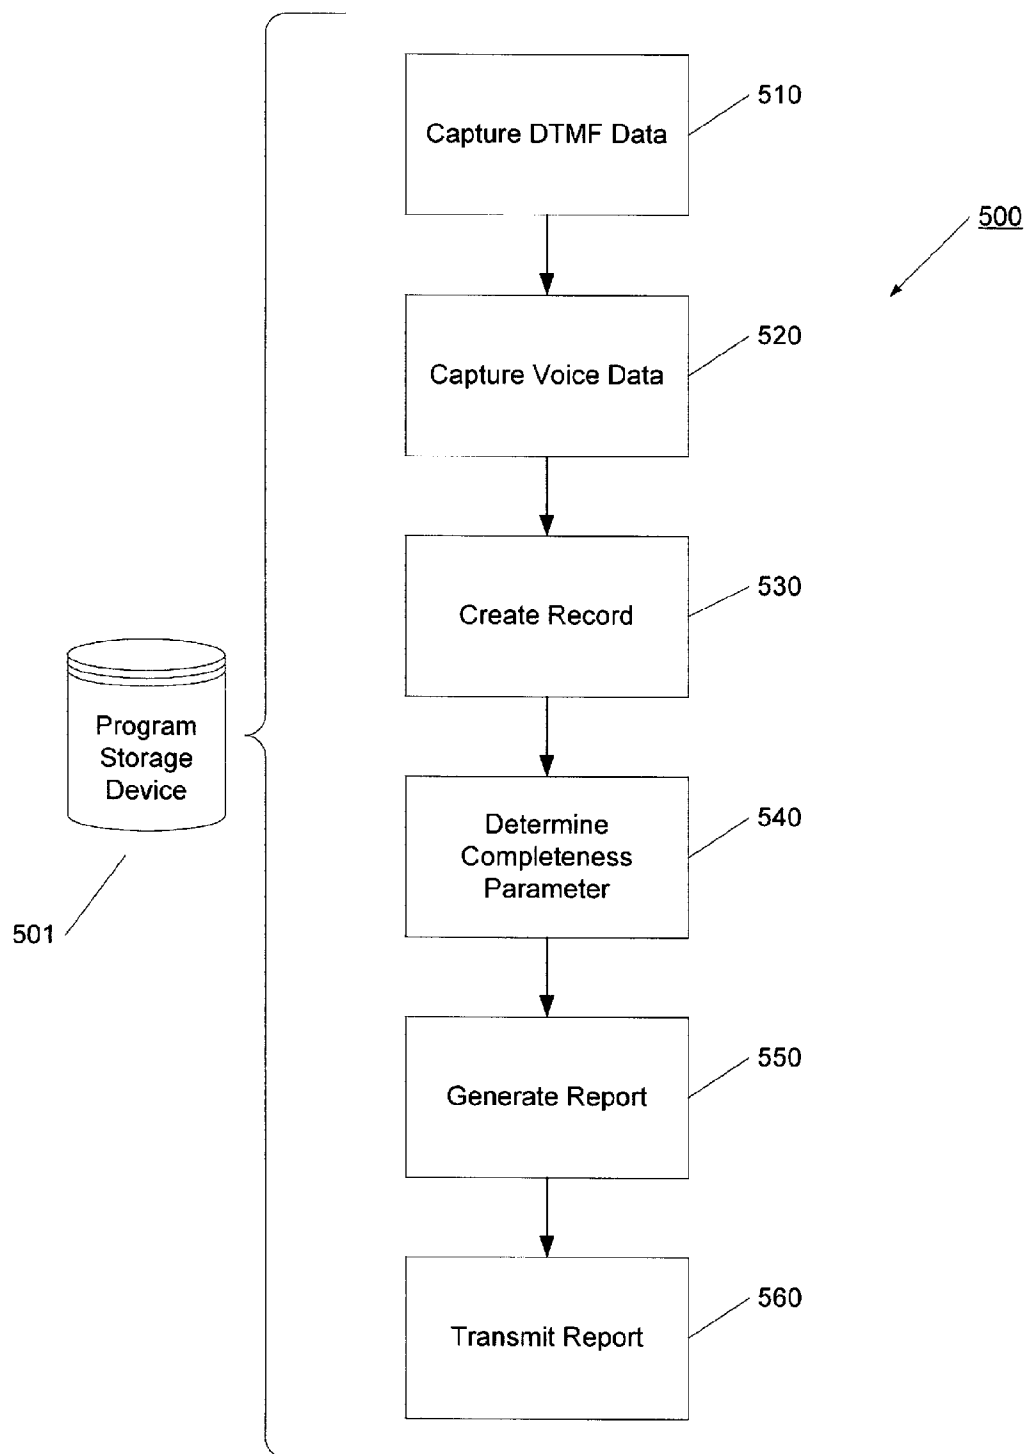 510
Capture DTMF Data
500
520
Capture Voice Data
530
Create Record
Program
Storage
Device
540
Determine
Completeness
Parameter
501
550
Generate Report
560
Transmit Report